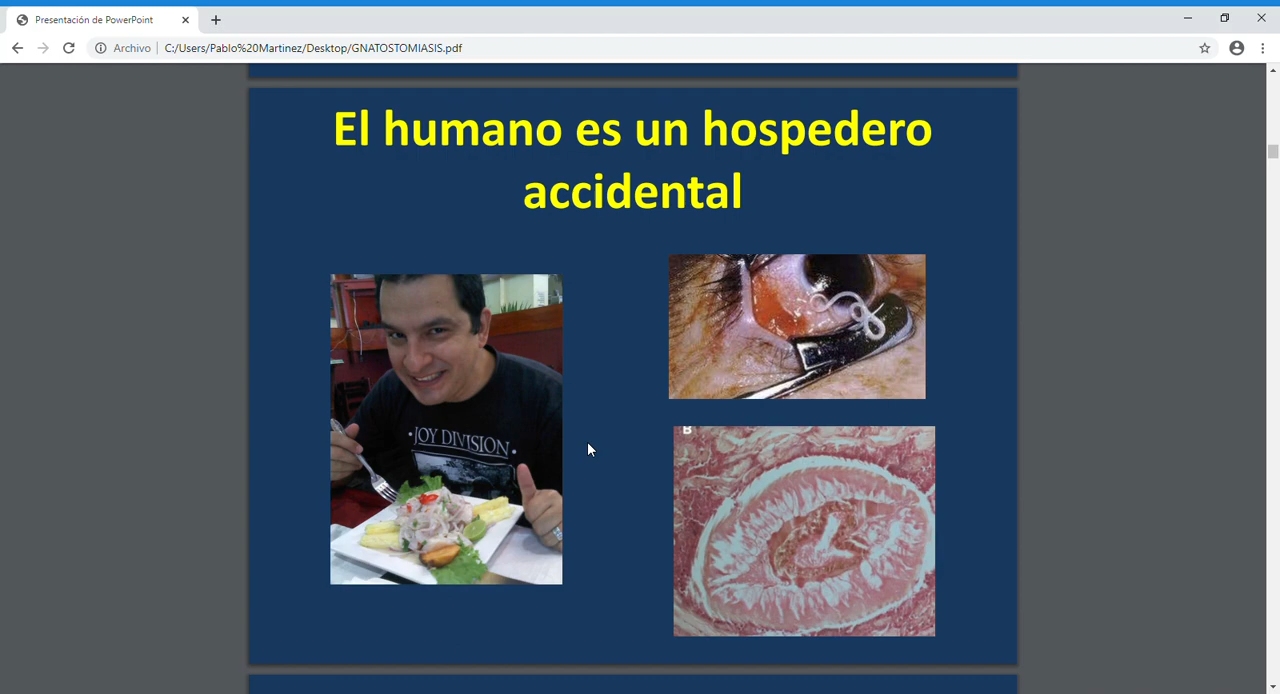 Presentación de PowerPoint
Archivo
C:/Users/Pablo%20Martinez/Desktop/GNATOSTOMIASIS.pdf
El humano es un hospedero
accidental
·JOY DIVISION·
B